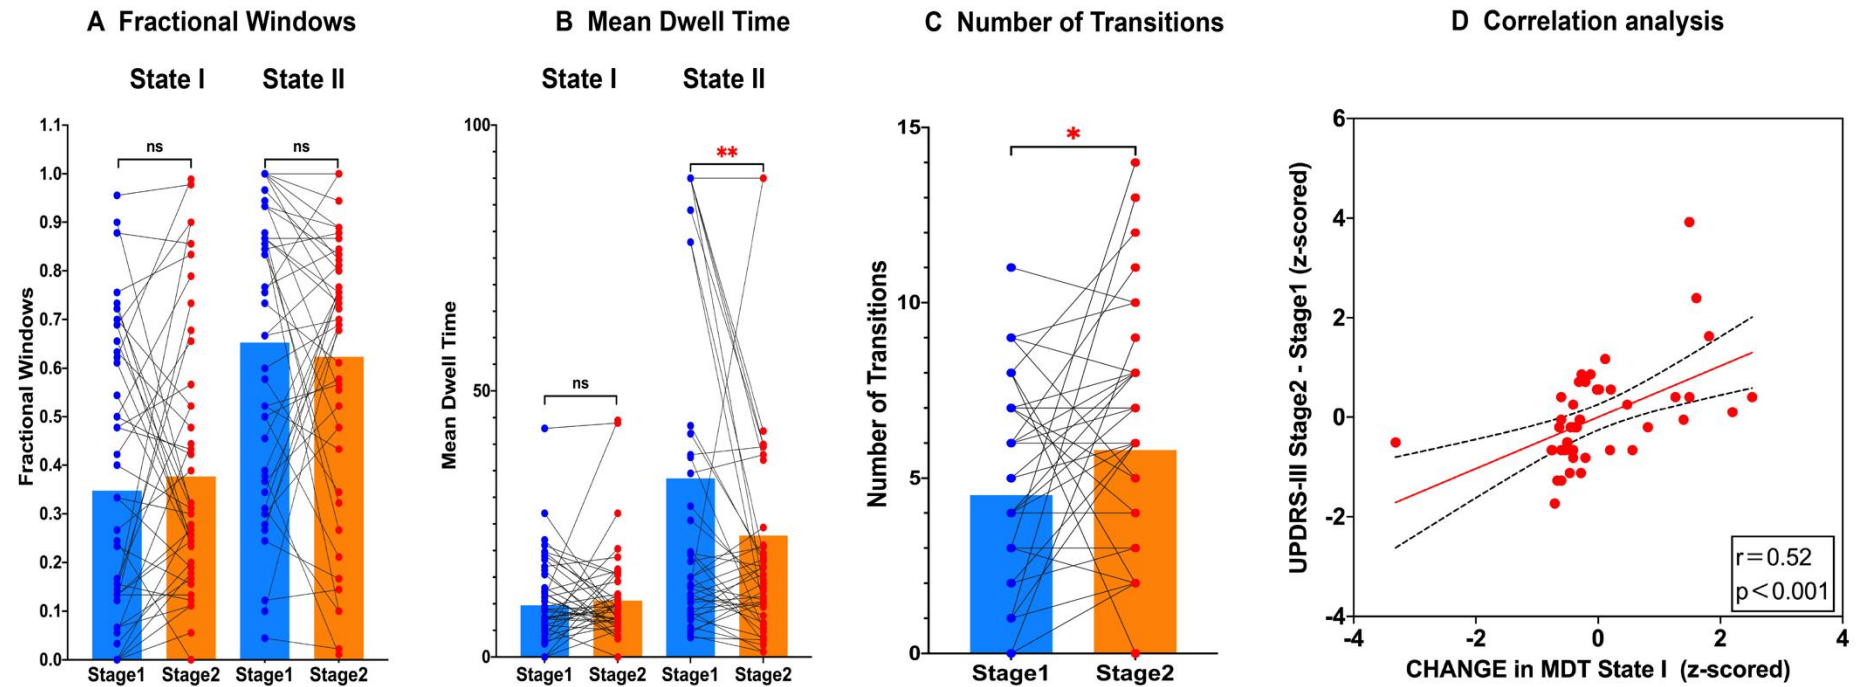 A Fractional Windows
State I
State II
Fractional Windows
1.1
1.0
0.9
0.8
0.7
0.6
0.5
0.4
0.3
0.2
0.1
0.0
ns
ns
Stage1
Stage2
Stage1
Stage2
B Mean Dwell Time
State I
State II
Mean Dwell Time
100
50
0
ns
**
Stage1
Stage2
Stage1
Stage2
C Number of Transitions
Number of Transitions
15
10
5
0
*
Stage1
Stage2
D Correlation analysis
UPDRS-III Stage2 - Stage1 (z-scored)
6
4
2
0
-2
-4
r=0.52
p<0.001
-4
-2
0
2
4
CHANGE in MDT State I (z-scored)